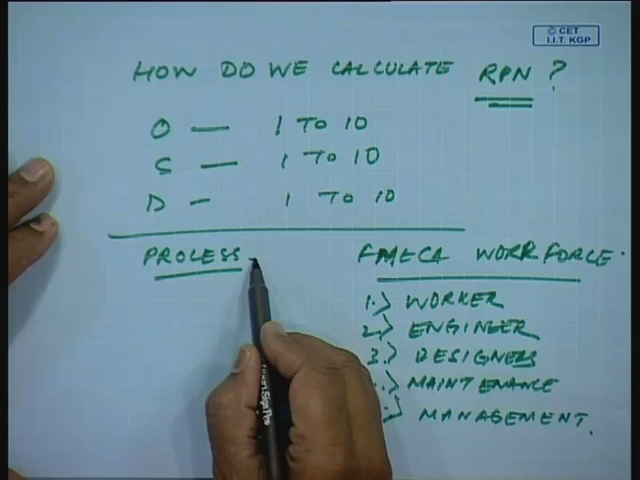 © CET
I.I.T. KGP
HOW DO WE CALCULATE RPN ?
O — 1 TO 10
S — 1 TO 10
D - 1 TO 10
PROCESS -
FMECA WORKFORCE.
1.> WORKER
2.> ENGINEER
3.> DESIGNERS
.> MAINTENANCE
.> MANAGEMENT.